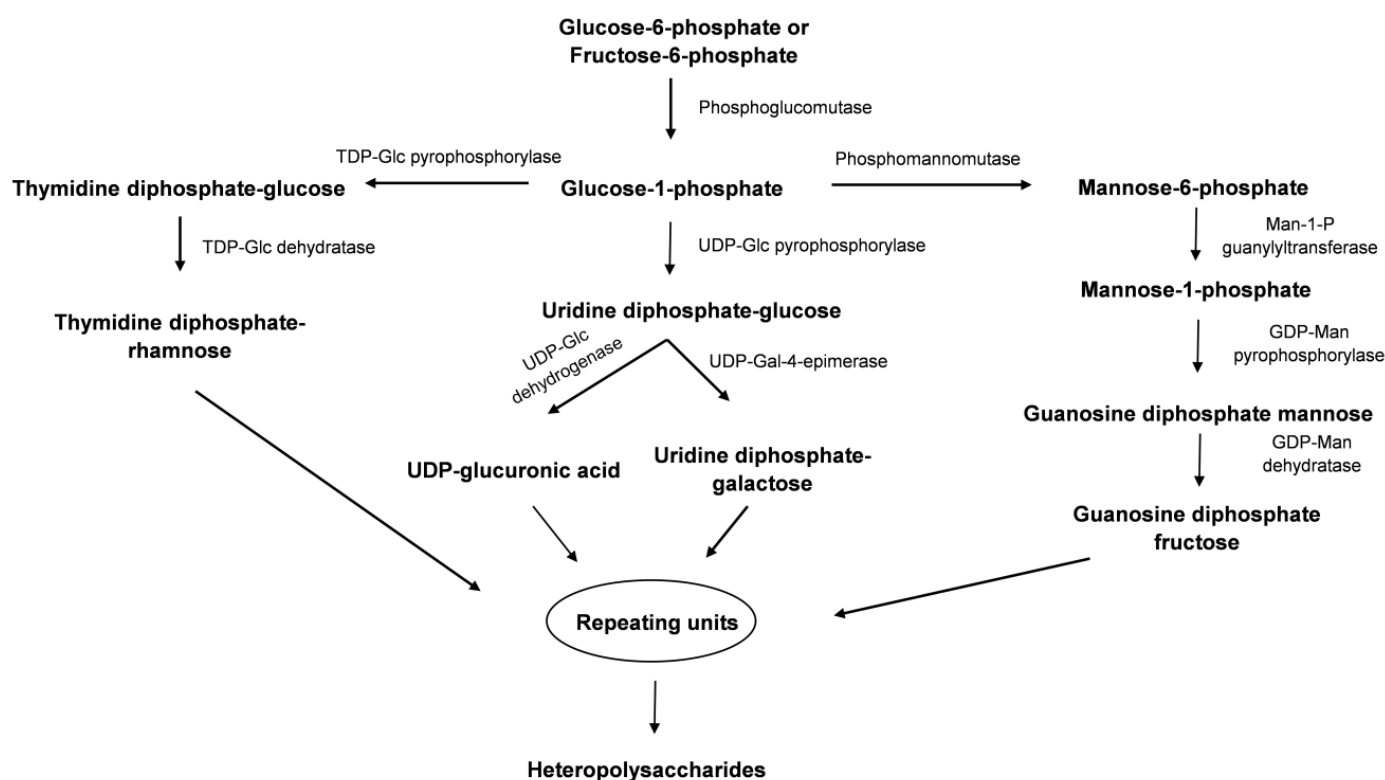 Glucose-6-phosphate or
Fructose-6-phosphate
Phosphoglucomutase
TDP-Glc pyrophosphorylase
Phosphomannomutase
Thymidine diphosphate-glucose
Glucose-1-phosphate
Mannose-6-phosphate
TDP-Glc dehydratase
UDP-Glc pyrophosphorylase
Man-1-P
guanylyltransferase
Thymidine diphosphate-
rhamnose
Uridine diphosphate-glucose
Mannose-1-phosphate
UDP-Glc
dehydrogenase
UDP-Gal-4-epimerase
GDP-Man
pyrophosphorylase
Guanosine diphosphate mannose
UDP-glucuronic acid
Uridine diphosphate-
galactose
GDP-Man
dehydratase
Guanosine diphosphate
fructose
Repeating units
Heteropolysaccharides